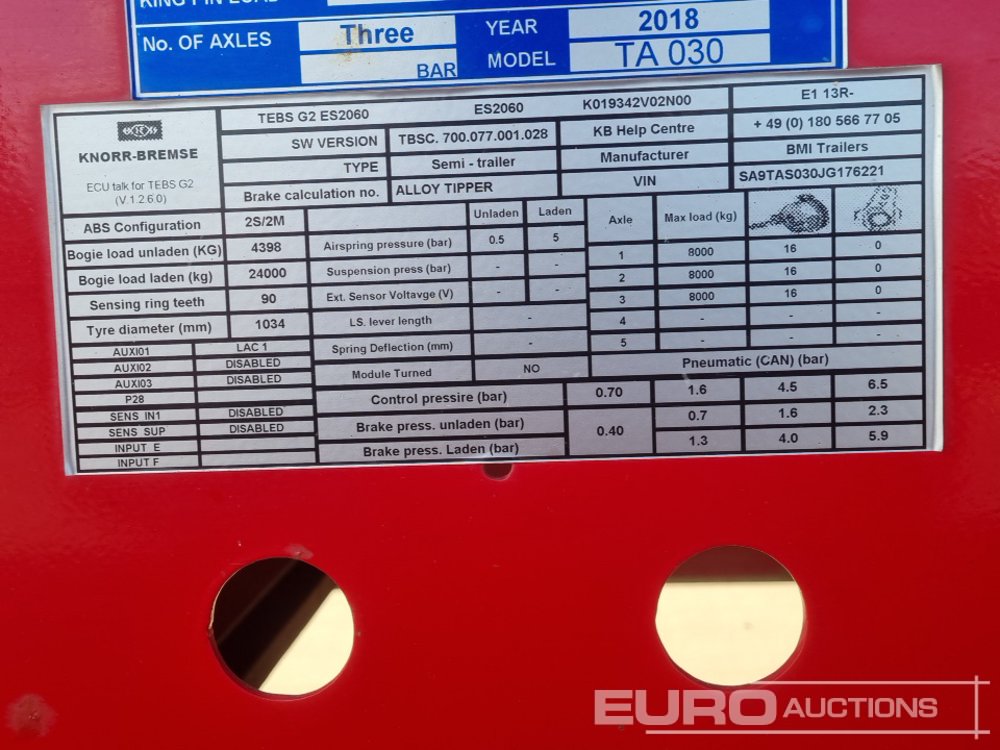 KING PIN LOAD
No. OF AXLES Three YEAR 2018
BAR MODEL TA 030
KNORR-BREMSE
ECU talk for TEBS G2
(V.1.2.6.0)
TEBS G2 ES2060 ES2060 K019342V02N00 E1 13R-
SW VERSION TBSC. 700.077.001.028 KB Help Centre + 49 (0) 180 566 77 05
TYPE Semi - trailer Manufacturer BMI Trailers
Brake calculation no. ALLOY TIPPER VIN SA9TAS030JG176221
ABS Configuration 2S/2M Unladen Laden Axle Max load (kg)
Bogie load unladen (KG) 4398 Airspring pressure (bar) 0.5 5 1 8000 16 0
Bogie load laden (kg) 24000 Suspension press (bar) - - 2 8000 16 0
Sensing ring teeth 90 Ext. Sensor Voltavge (V) - - 3 8000 16 0
Tyre diameter (mm) 1034 LS. lever length - 4 - - -
AUXI01 LAC 1 Spring Deflection (mm) - 5 - - -
AUXI02 DISABLED Module Turned NO Pneumatic (CAN) (bar)
AUXI03 DISABLED
P28 Control pressire (bar) 0.70 1.6 4.5 6.5
SENS IN1 DISABLED Brake press. unladen (bar) 0.40 0.7 1.6 2.3
SENS SUP DISABLED
INPUT E Brake press. Laden (bar) 1.3 4.0 5.9
INPUT F
EURO AUCTIONS